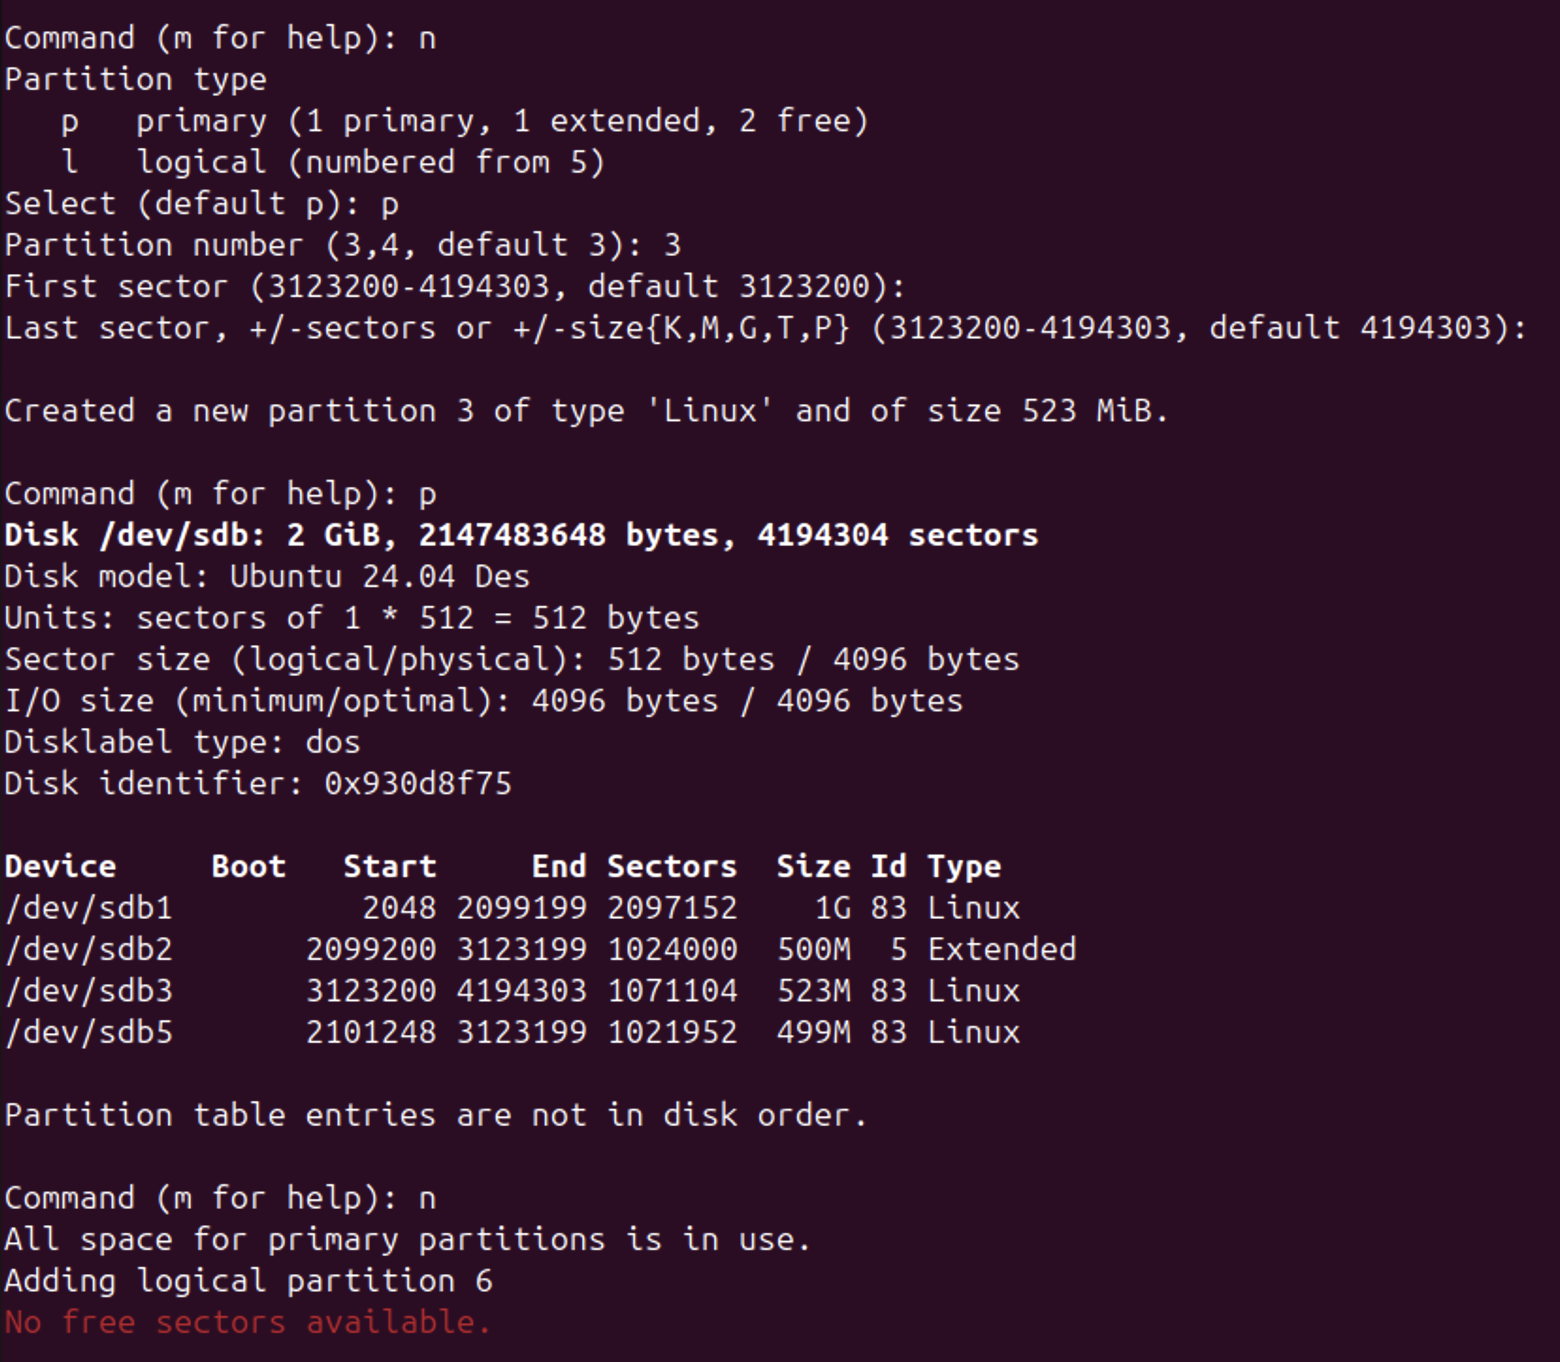 Command (m for help): n
Partition type
   p   primary (1 primary, 1 extended, 2 free)
   l   logical (numbered from 5)
Select (default p): p
Partition number (3,4, default 3): 3
First sector (3123200-4194303, default 3123200):
Last sector, +/-sectors or +/-size{K,M,G,T,P} (3123200-4194303, default 4194303):

Created a new partition 3 of type 'Linux' and of size 523 MiB.

Command (m for help): p
Disk /dev/sdb: 2 GiB, 2147483648 bytes, 4194304 sectors
Disk model: Ubuntu 24.04 Des
Units: sectors of 1 * 512 = 512 bytes
Sector size (logical/physical): 512 bytes / 4096 bytes
I/O size (minimum/optimal): 4096 bytes / 4096 bytes
Disklabel type: dos
Disk identifier: 0x930d8f75

Device     Boot   Start     End Sectors  Size Id Type
/dev/sdb1          2048 2099199 2097152    1G 83 Linux
/dev/sdb2       2099200 3123199 1024000  500M  5 Extended
/dev/sdb3       3123200 4194303 1071104  523M 83 Linux
/dev/sdb5       2101248 3123199 1021952  499M 83 Linux

Partition table entries are not in disk order.

Command (m for help): n
All space for primary partitions is in use.
Adding logical partition 6
No free sectors available.